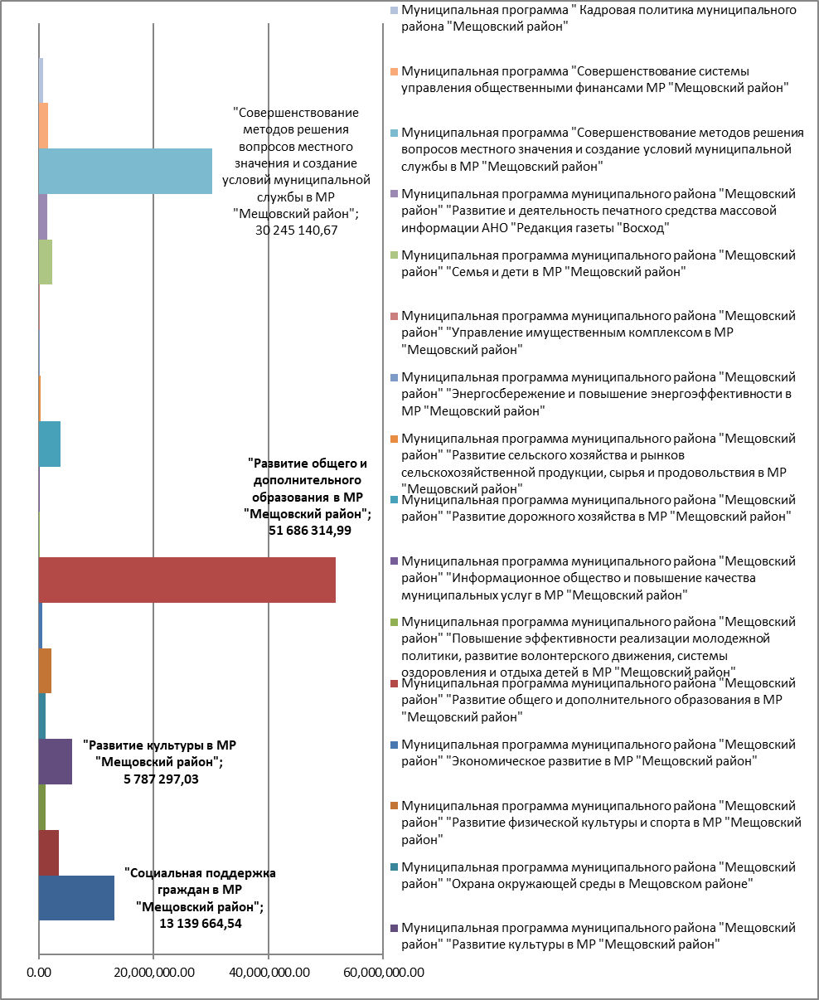 Муниципальная программа " Кадровая политика муниципального
района "Мещовский район"
Муниципальная программа "Совершенствование системы
управления общественными финансами МР "Мещовский район"
Муниципальная программа "Совершенствование методов решения
вопросов местного значения и создание условий муниципальной
службы в МР "Мещовский район"
Муниципальная программа муниципального района "Мещовский
район" "Развитие и деятельность печатного средства массовой
информации АНО "Редакция газеты "Восход"
Муниципальная программа муниципального района "Мещовский
район" "Семья и дети в МР "Мещовский район"
Муниципальная программа муниципального района "Мещовский
район" "Управление имущественным комплексом в МР
"Мещовский район"
Муниципальная программа муниципального района "Мещовский
район" "Энергосбережение и повышение энергоэффективности в
МР "Мещовский район"
Муниципальная программа муниципального района "Мещовский
район" "Развитие сельского хозяйства и рынков
сельскохозяйственной продукции, сырья и продовольствия в МР
"Мещовский район"
Муниципальная программа муниципального района "Мещовский
район" "Развитие дорожного хозяйства в МР "Мещовский район"
Муниципальная программа муниципального района "Мещовский
район" "Информационное общество и повышение качества
муниципальных услуг в МР "Мещовский район"
Муниципальная программа муниципального района "Мещовский
район" "Повышение эффективности реализации молодежной
политики, развитие волонтерского движения, системы
оздоровления и отдыха детей в МР "Мещовский район"
Муниципальная программа муниципального района "Мещовский
район" "Развитие общего и дополнительного образования в МР
"Мещовский район"
Муниципальная программа муниципального района "Мещовский
район" "Экономическое развитие в МР "Мещовский район"
Муниципальная программа муниципального района "Мещовский
район" "Развитие физической культуры и спорта в МР "Мещовский
район"
Муниципальная программа муниципального района "Мещовский
район" "Охрана окружающей среды в Мещовском районе"
Муниципальная программа муниципального района "Мещовский
район" "Развитие культуры в МР "Мещовский район"
"Совершенствование
методов решения
вопросов местного
значения и создание
условий муниципальной
службы в МР
"Мещовский район";
30 245 140,67
"Развитие общего и
дополнительного
образования в МР
"Мещовский район";
51 686 314,99
"Развитие культуры в МР
"Мещовский район";
5 787 297,03
"Социальная поддержка
граждан в МР
"Мещовский район";
13 139 664,54
0.00
20,000,000.00
40,000,000.00
60,000,000.00